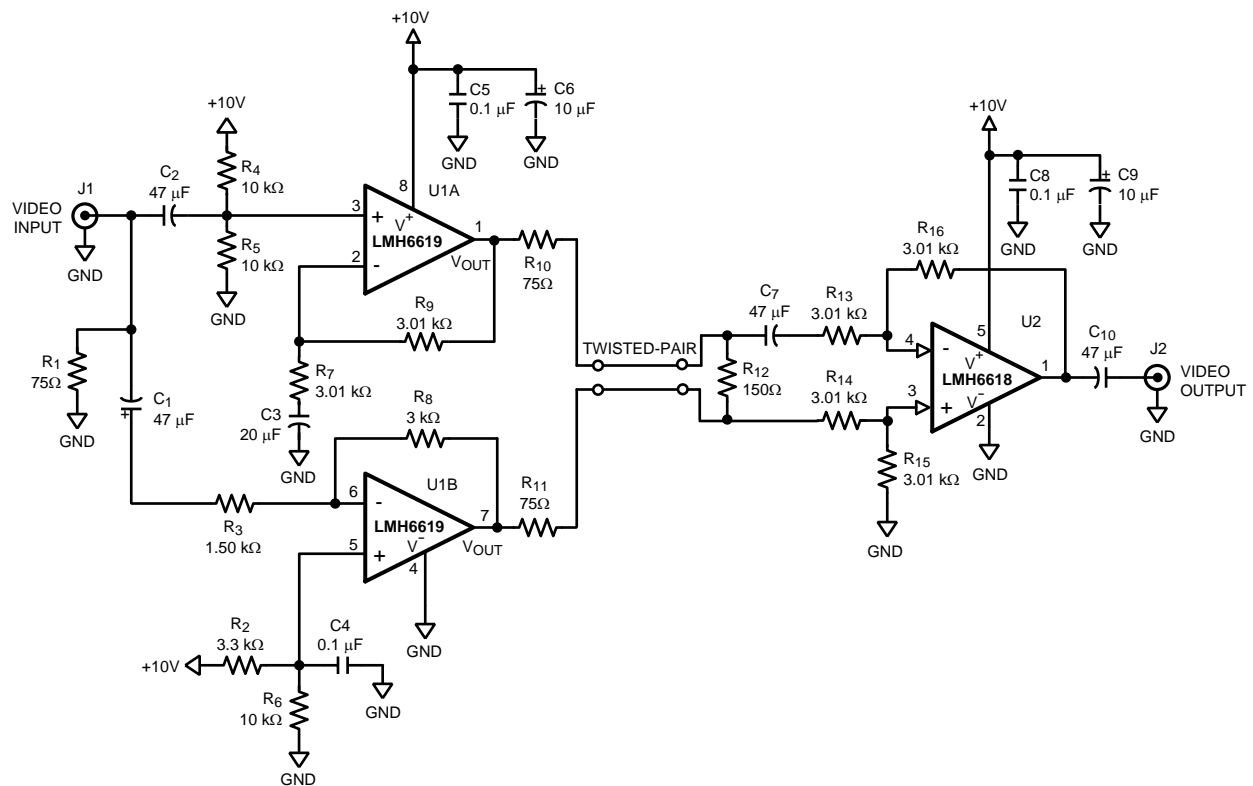 +10V
C5
0.1 µF
C6
10 µF
+
GND
GND
+10V
R4
10 kΩ
C2
47 µF
J1
VIDEO
INPUT
GND
R5
10 kΩ
GND
8
U1A
3
+
V+
LMH6619
1
2
-
VOUT
R10
75Ω
R9
3.01 kΩ
R1
75Ω
GND
C1
47 µF
+
R7
3.01 kΩ
C3
20 µF
GND
R8
3 kΩ
U1B
6
-
LMH6619
7
5
+
V-
VOUT
4
GND
R3
1.50 kΩ
R11
75Ω
R2
3.3 kΩ
C4
0.1 µF
+10V
GND
R6
10 kΩ
GND
TWISTED-PAIR
R12
150Ω
C7
47 µF
R13
3.01 kΩ
R14
3.01 kΩ
R15
3.01 kΩ
GND
R16
3.01 kΩ
+10V
C8
0.1 µF
C9
10 µF
+
GND
GND
5
U2
4
-
V+
LMH6618
1
3
+
V-
2
GND
C10
47 µF
J2
VIDEO
OUTPUT
GND